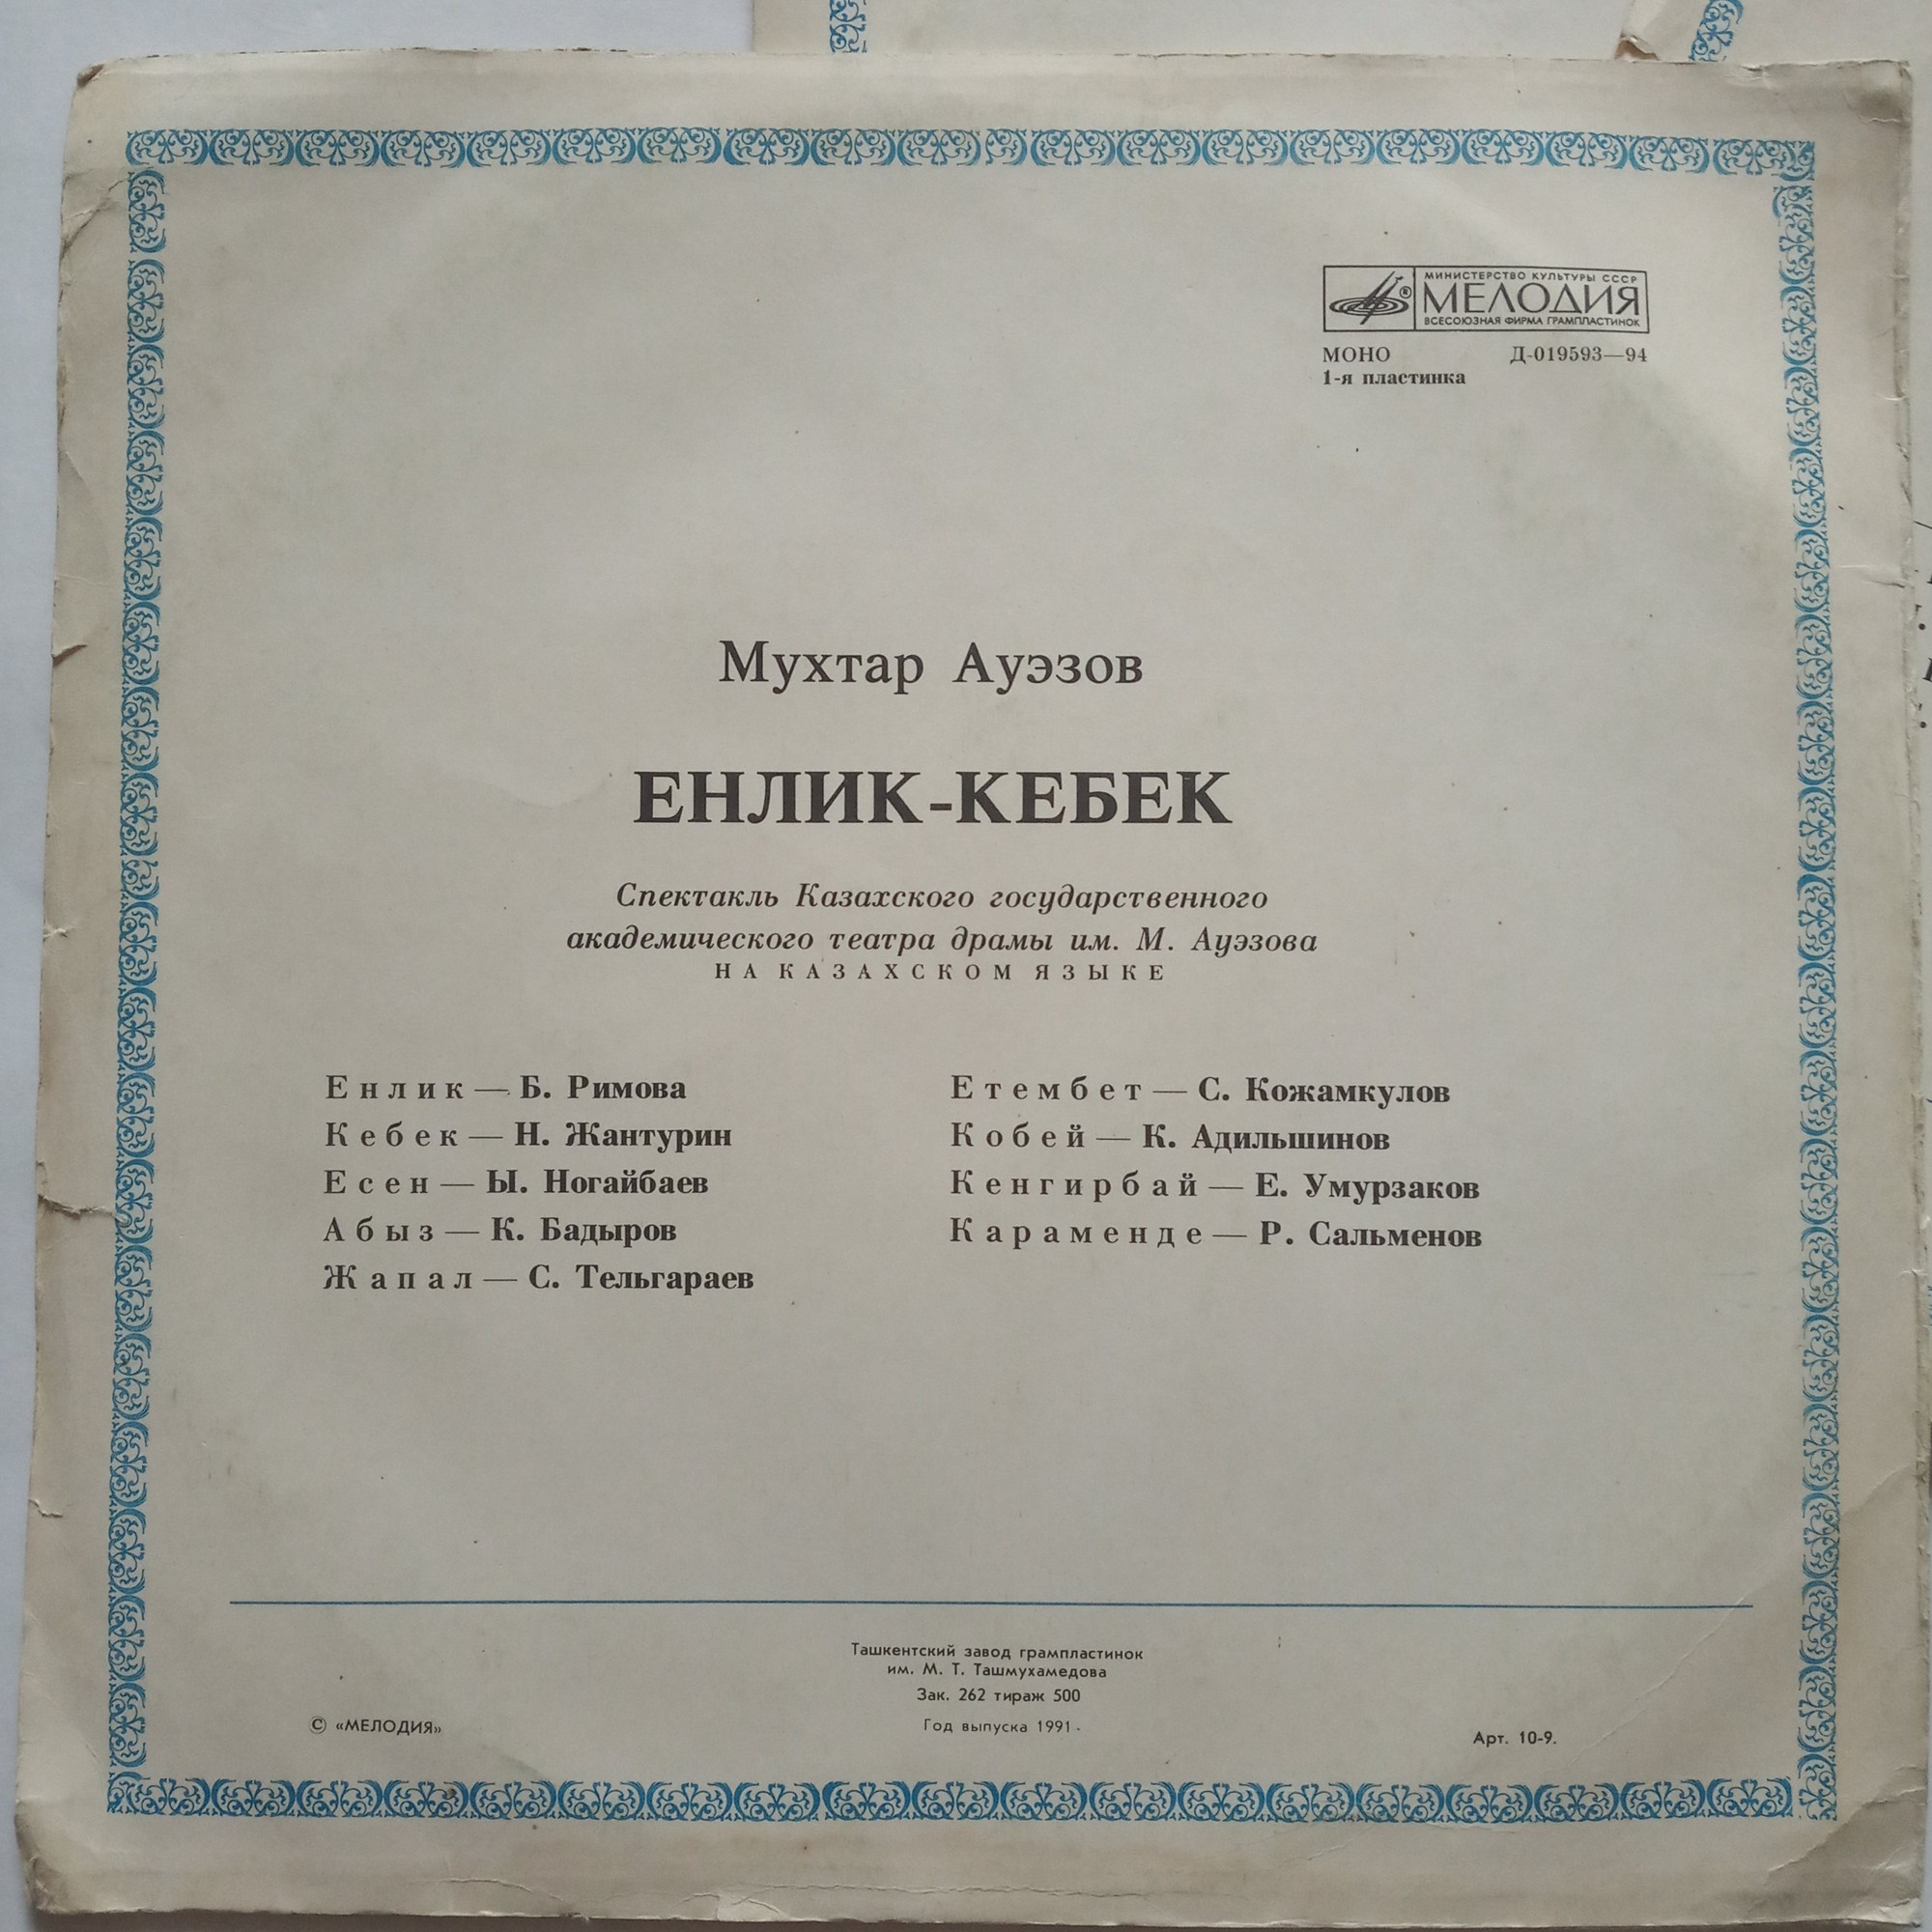 МИНИСТЕРСТВО КУЛЬТУРЫ СССР
МЕЛОДИЯ
ВСЕСОЮЗНАЯ ФИРМА ГРАМПЛАСТИНОК
МОНО Д-019593—94
1-я пластинка
Мухтар Ауэзов
ЕНЛИК-КЕБЕК
Спектакль Казахского государственного
академического театра драмы им. М. Ауэзова
НА КАЗАХСКОМ ЯЗЫКЕ
Енлик — Б. Римова
Кебек — Н. Жантурин
Есен — Ы. Ногайбаев
Абыз — К. Бадыров
Жапал — С. Тельгараев
Етембет — С. Кожамкулов
Кобей — К. Адильшинов
Кенгирбай — Е. Умурзаков
Караменде — Р. Сальменов
Ташкентский завод грампластинок
им. М. Т. Ташмухамедова
Зак. 262 тираж 500
Год выпуска 1991.
© «МЕЛОДИЯ»
Арт. 10-9.